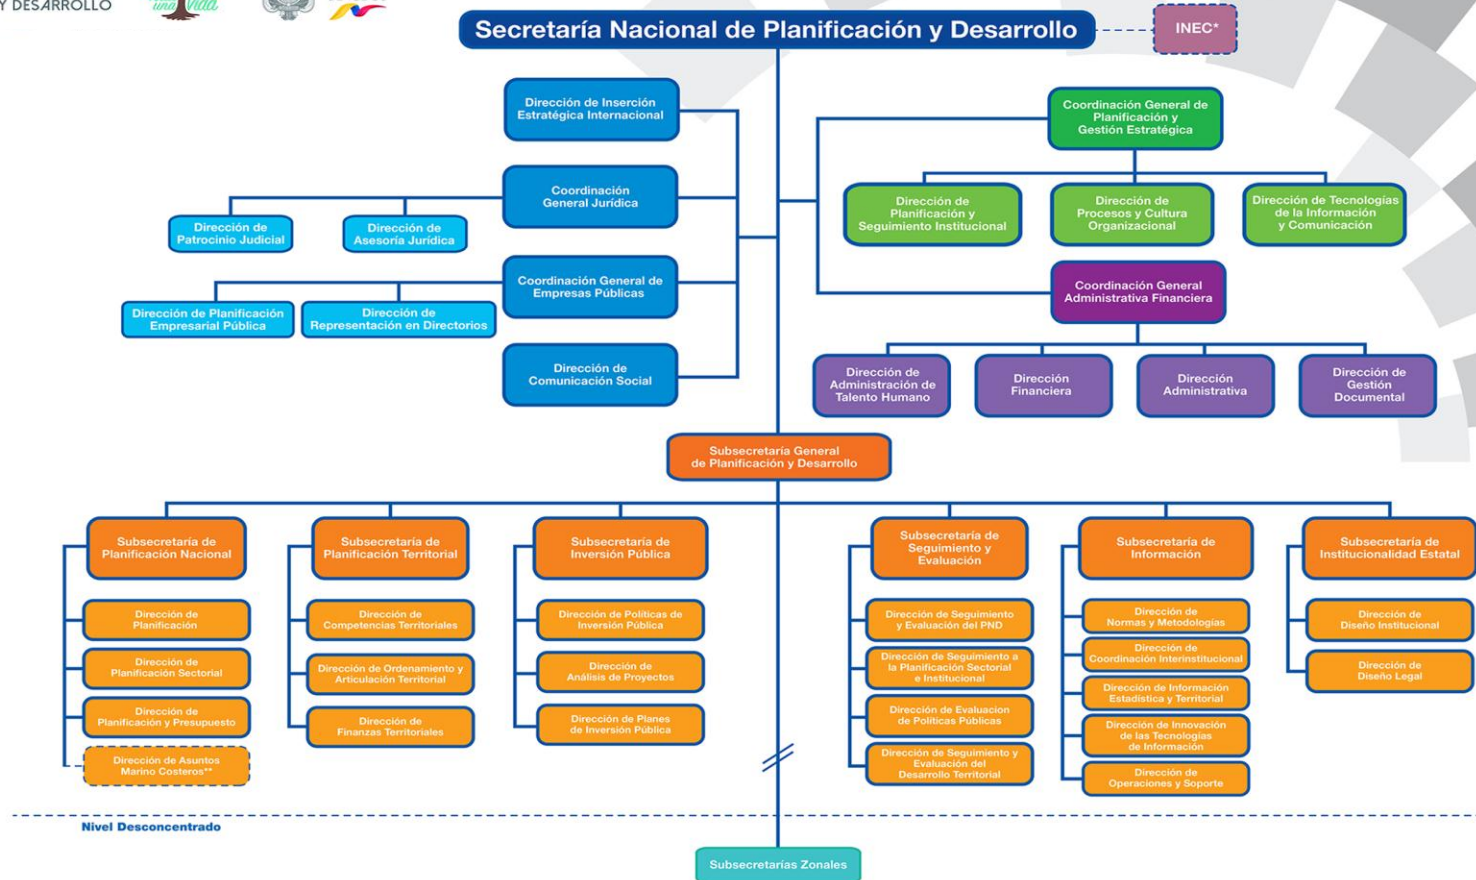 Y DESARROLLO
una vida
Secretaría Nacional de Planificación y Desarrollo
INEC*
Dirección de Inserción
Estratégica Internacional
Coordinación General de
Planificación y
Gestión Estratégica
Coordinación
General Jurídica
Dirección de
Patrocinio Judicial
Dirección de
Asesoría Jurídica
Dirección de
Planificación y
Seguimiento Institucional
Dirección de
Procesos y Cultura
Organizacional
Dirección de Tecnologías
de la Información
y Comunicación
Coordinación General de
Empresas Públicas
Dirección de Planificación
Empresarial Pública
Dirección de
Representación en Directorios
Coordinación General
Administrativa Financiera
Dirección de
Comunicación Social
Dirección de
Administración de
Talento Humano
Dirección
Financiera
Dirección
Administrativa
Dirección de
Gestión
Documental
Subsecretaría General
de Planificación y Desarrollo
Subsecretaría de
Planificación Nacional
Dirección de
Planificación
Dirección de
Planificación Sectorial
Dirección de
Planificación y Presupuesto
Dirección de Asuntos
Marino Costeros**
Subsecretaría de
Planificación Territorial
Dirección de
Competencias Territoriales
Dirección de Ordenamiento y
Articulación Territorial
Dirección de
Finanzas Territoriales
Subsecretaría de
Inversión Pública
Dirección de Políticas de
Inversión Pública
Dirección de
Análisis de Proyectos
Dirección de Planes
de Inversión Pública
Subsecretaría de
Seguimiento y
Evaluación
Dirección de Seguimiento
y Evaluación del PND
Dirección de Seguimiento a
la Planificación Sectorial
e Institucional
Dirección de Evaluacion
de Políticas Públicas
Dirección de Seguimiento y
Evaluación del
Desarrollo Territorial
Subsecretaría de
Información
Dirección de
Normas y Metodologías
Dirección de
Coordinación Interinstitucional
Dirección de Información
Estadística y Territorial
Dirección de Innovación
de las Tecnologías
de Información
Dirección de
Operaciones y Soporte
Subsecretaría de
Institucionalidad Estatal
Dirección de
Diseño Institucional
Dirección de
Diseño Legal
Nivel Desconcentrado
Subsecretarías Zonales